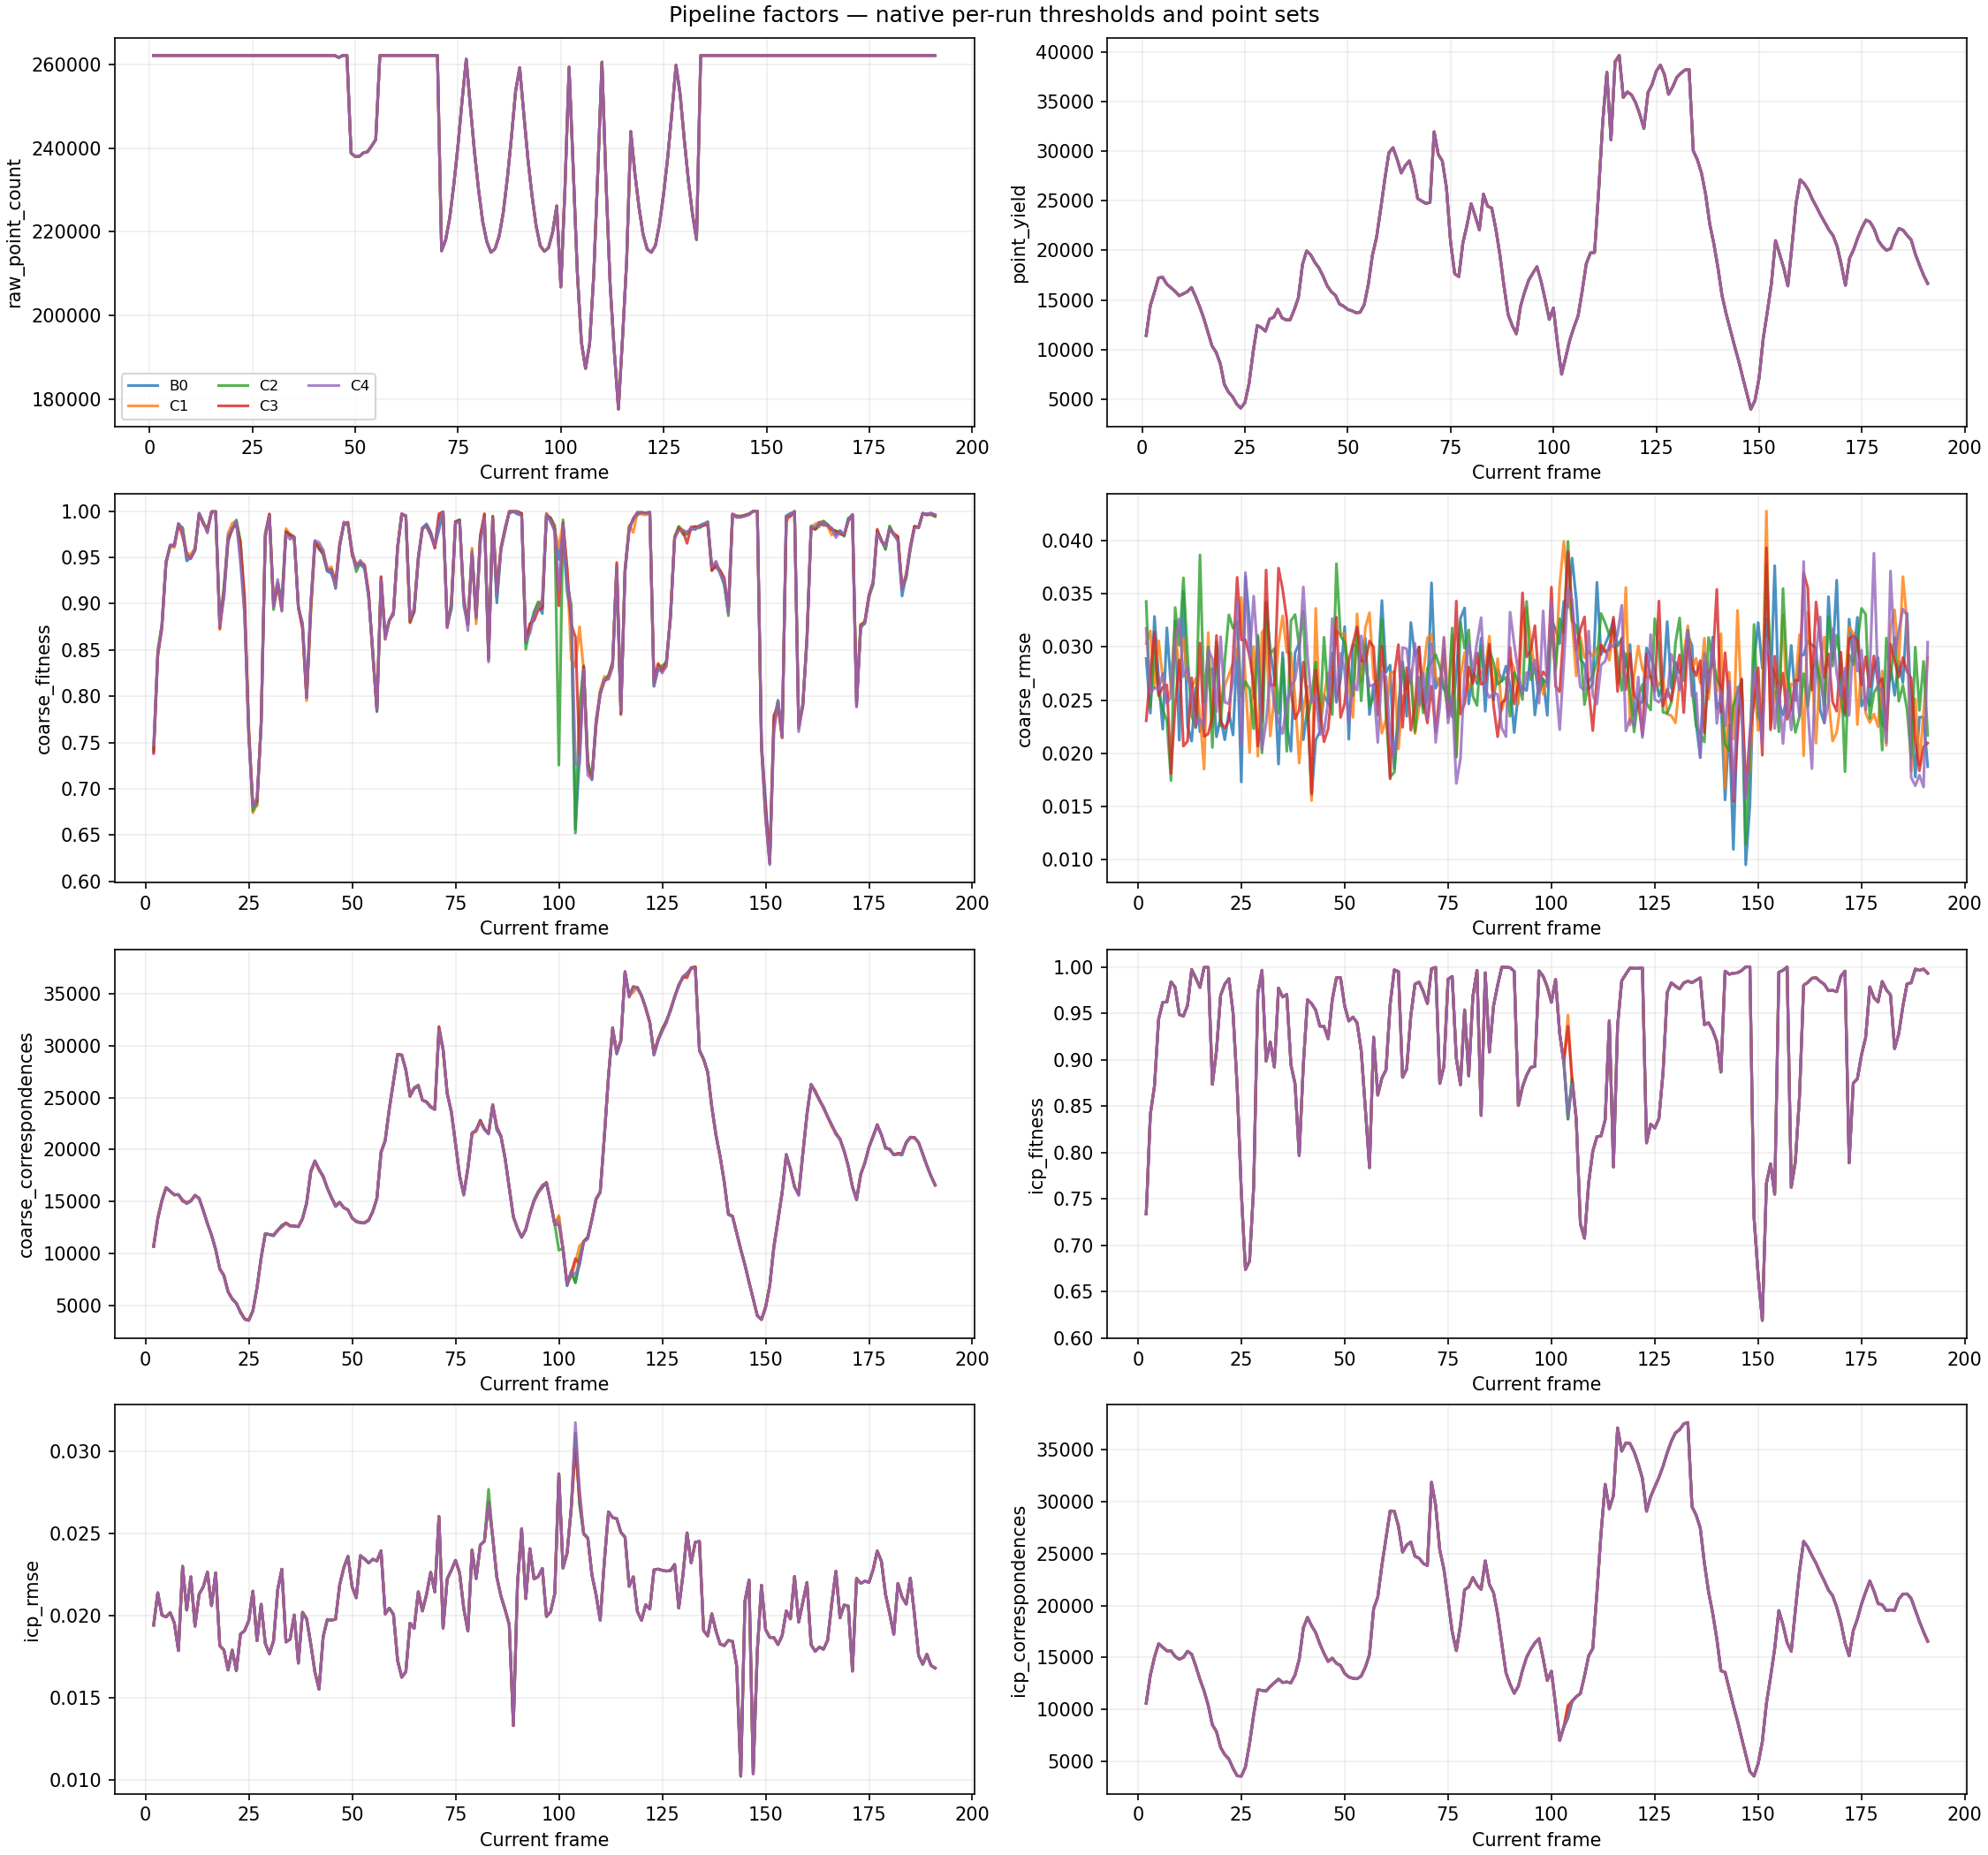 Pipeline factors — native per-run thresholds and point sets
raw_point_count
260000
240000
220000
200000
180000
B0 C2 C4
C1 C3
0 25 50 75 100 125 150 175 200
Current frame
point_yield
40000
35000
30000
25000
20000
15000
10000
5000
0 25 50 75 100 125 150 175 200
Current frame
coarse_fitness
1.00
0.95
0.90
0.85
0.80
0.75
0.70
0.65
0.60
0 25 50 75 100 125 150 175 200
Current frame
coarse_rmse
0.040
0.035
0.030
0.025
0.020
0.015
0.010
0 25 50 75 100 125 150 175 200
Current frame
coarse_correspondences
35000
30000
25000
20000
15000
10000
5000
0 25 50 75 100 125 150 175 200
Current frame
icp_fitness
1.00
0.95
0.90
0.85
0.80
0.75
0.70
0.65
0.60
0 25 50 75 100 125 150 175 200
Current frame
icp_rmse
0.030
0.025
0.020
0.015
0.010
0 25 50 75 100 125 150 175 200
Current frame
icp_correspondences
35000
30000
25000
20000
15000
10000
5000
0 25 50 75 100 125 150 175 200
Current frame